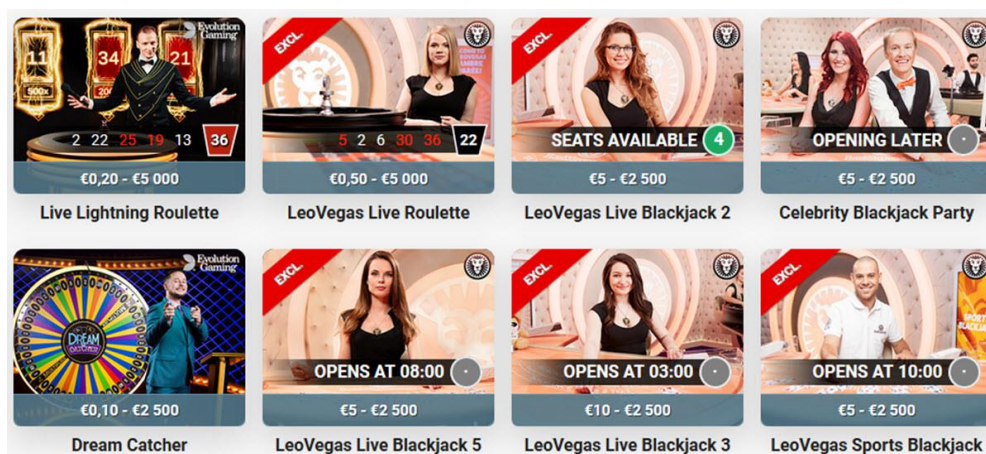 Evolution
Gaming
11
34
21
500x
2 22 25 19 13 36
€0,20 - €5 000
Live Lightning Roulette
EXCL.
5 2 6 30 36 22
€0,50 - €5 000
LeoVegas Live Roulette
EXCL.
SEATS AVAILABLE 4
€5 - €2 500
LeoVegas Live Blackjack 2
OPENING LATER
€5 - €2 500
Celebrity Blackjack Party
Evolution
Gaming
DREAM
CATCHER
€0,10 - €2 500
Dream Catcher
EXCL.
OPENS AT 08:00
€5 - €2 500
LeoVegas Live Blackjack 5
EXCL.
OPENS AT 03:00
€10 - €2 500
LeoVegas Live Blackjack 3
EXCL.
OPENS AT 10:00
€5 - €2 500
LeoVegas Sports Blackjack